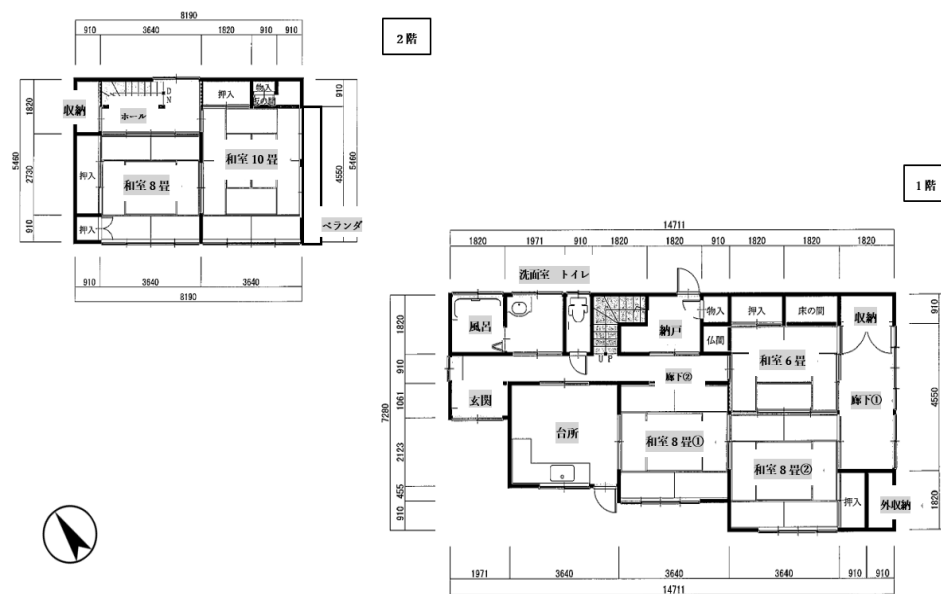 2階
8190
910 3640 1820 910 910
1820
2730
910
5460
910
4550
5460
収納
ホール
DN
押入
物入
床の間
和室10畳
押入
和室8畳
押入
ベランダ
910 3640 3640
8190
1階
14711
1820 1971 910 1820 1820 910 1820 1820 1820
洗面室 トイレ
風呂
納戸
物入
押入
床の間
収納
仏間
UP
和室6畳
廊下②
廊下①
玄関
台所
和室8畳①
和室8畳②
押入
外収納
1820
910
1061
2123
455
910
7280
910
4550
1820
1971 3640 3640 3640 910 910
14711